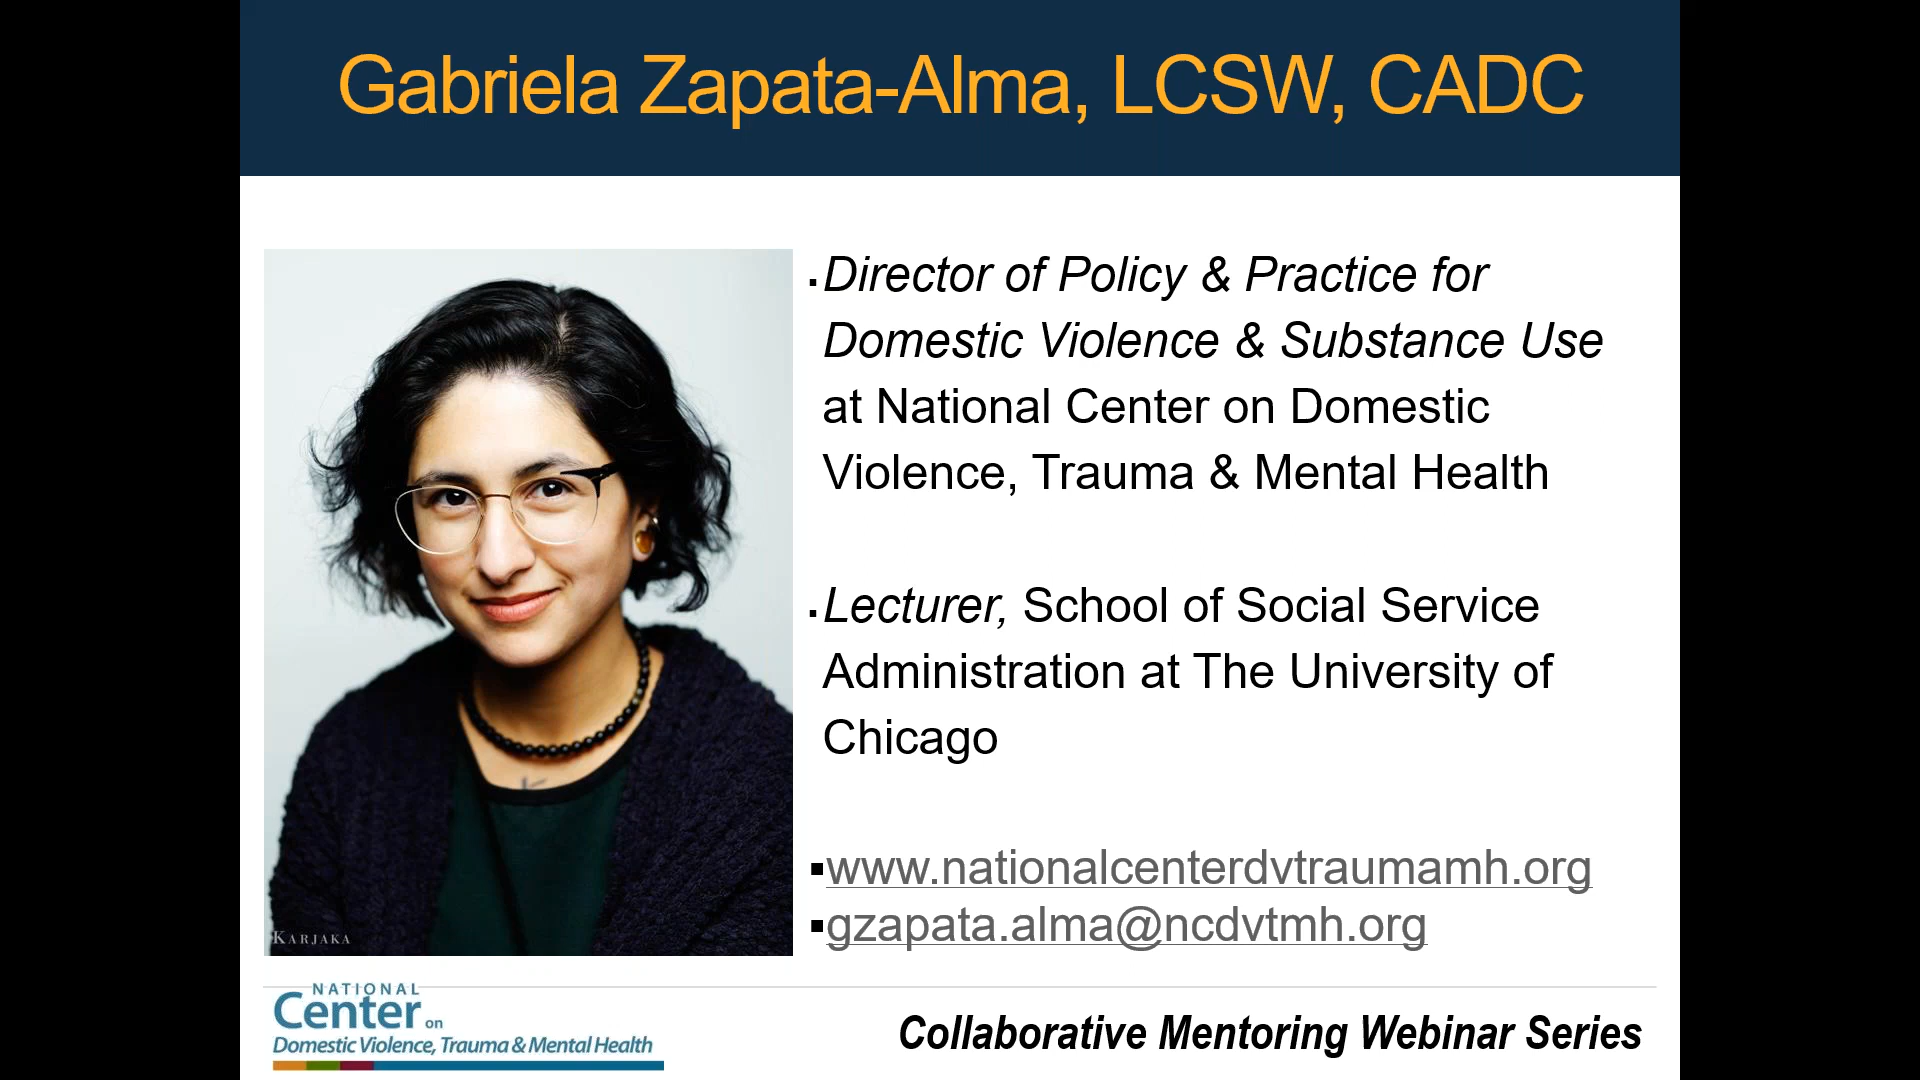 Gabriela Zapata-Alma, LCSW, CADC
▪Director of Policy & Practice for
Domestic Violence & Substance Use
at National Center on Domestic
Violence, Trauma & Mental Health
▪Lecturer, School of Social Service
Administration at The University of
Chicago
▪www.nationalcenterdvtraumamh.org
▪gzapata.alma@ncdvtmh.org
KARJAKA
NATIONAL
Center on
Domestic Violence, Trauma & Mental Health
Collaborative Mentoring Webinar Series